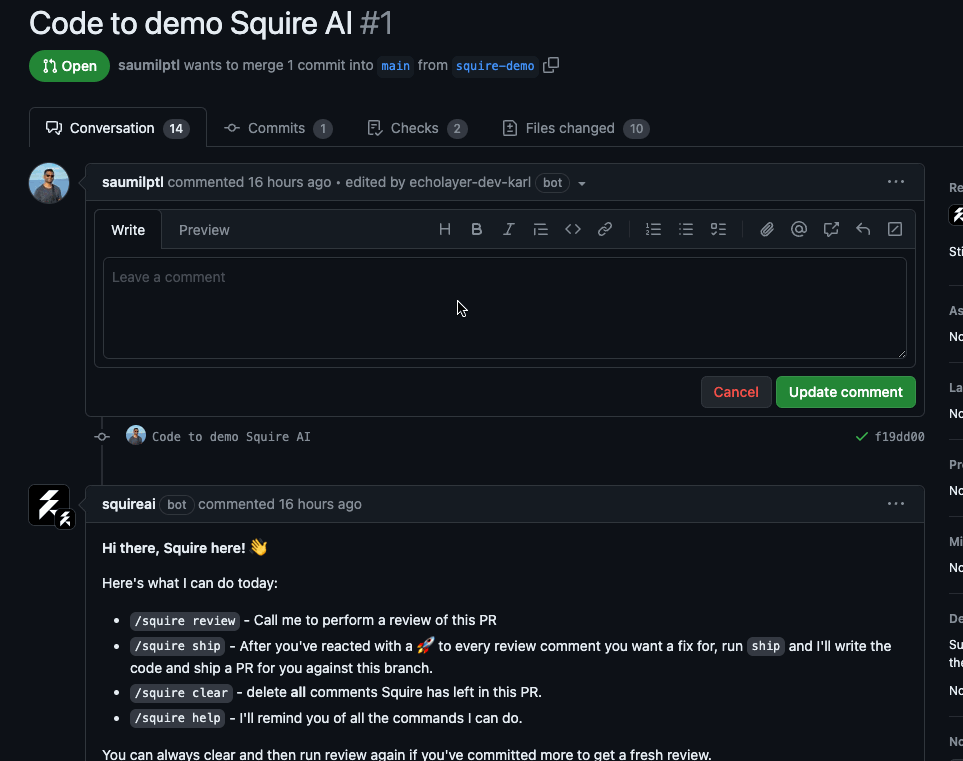 Code to demo Squire AI #1
Open saumilptl wants to merge 1 commit into main from squire-demo
Conversation 14 Commits 1 Checks 2 Files changed 10
saumilptl commented 16 hours ago • edited by echolayer-dev-karl bot
Re
Write Preview
Sti
Leave a comment
As
No
Cancel Update comment
La
No
Code to demo Squire AI f19dd00
Pr
No
squireai bot commented 16 hours ago
Hi there, Squire here! 👋
Mi
No
Here's what I can do today:
/squire review - Call me to perform a review of this PR
De
/squire ship - After you've reacted with a 🚀 to every review comment you want a fix for, run ship and I'll write the
Su
code and ship a PR for you against this branch.
the
/squire clear - delete all comments Squire has left in this PR.
No
/squire help - I'll remind you of all the commands I can do.
No
You can always clear and then run review again if you've committed more to get a fresh review.